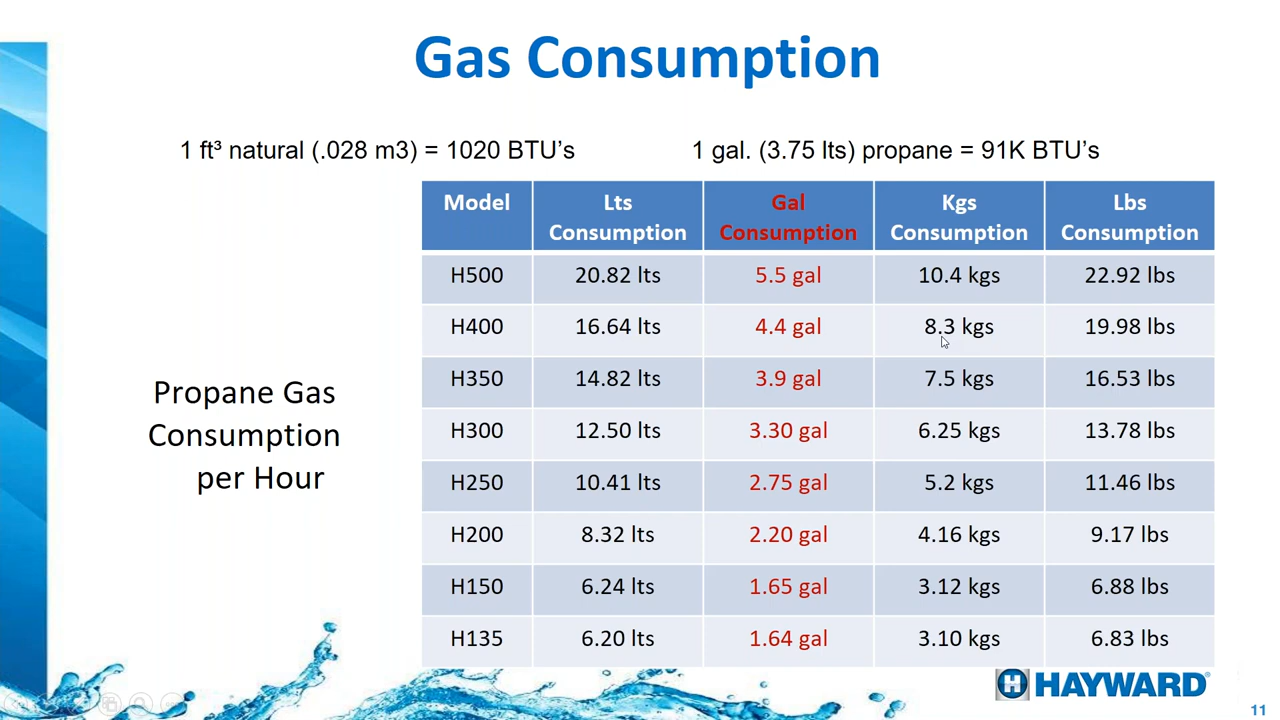 Gas Consumption
1 ft³ natural (.028 m3) = 1020 BTU's
1 gal. (3.75 lts) propane = 91K BTU's
Propane Gas
Consumption
per Hour
Model Lts Consumption Gal Consumption Kgs Consumption Lbs Consumption
H500 20.82 lts 5.5 gal 10.4 kgs 22.92 lbs
H400 16.64 lts 4.4 gal 8.3 kgs 19.98 lbs
H350 14.82 lts 3.9 gal 7.5 kgs 16.53 lbs
H300 12.50 lts 3.30 gal 6.25 kgs 13.78 lbs
H250 10.41 lts 2.75 gal 5.2 kgs 11.46 lbs
H200 8.32 lts 2.20 gal 4.16 kgs 9.17 lbs
H150 6.24 lts 1.65 gal 3.12 kgs 6.88 lbs
H135 6.20 lts 1.64 gal 3.10 kgs 6.83 lbs
HAYWARD®
11